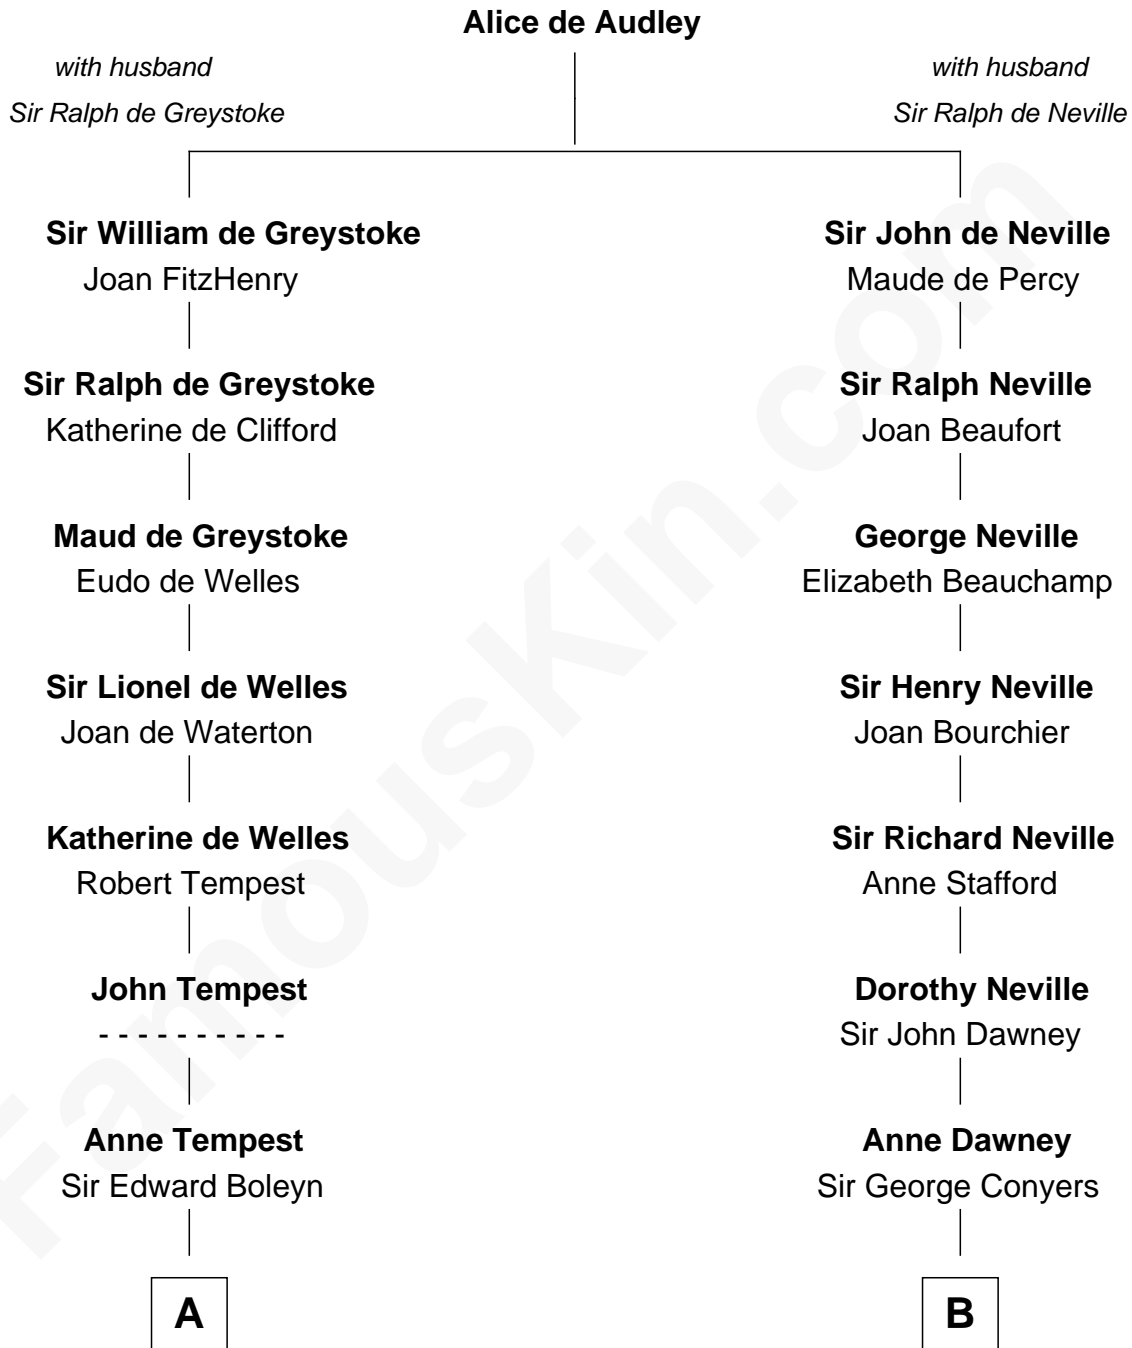 Alice de Audley
with husband
Sir Ralph de Greystoke
with husband
Sir Ralph de Neville
Sir William de Greystoke
Joan FitzHenry
Sir John de Neville
Maude de Percy
Sir Ralph de Greystoke
Katherine de Clifford
Sir Ralph Neville
Joan Beaufort
Maud de Greystoke
Eudo de Welles
George Neville
Elizabeth Beauchamp
Sir Lionel de Welles
Joan de Waterton
Sir Henry Neville
Joan Bourchier
Katherine de Welles
Robert Tempest
Sir Richard Neville
Anne Stafford
John Tempest
- - - - - - - - - -
Dorothy Neville
Sir John Dawney
Anne Tempest
Sir Edward Boleyn
Anne Dawney
Sir George Conyers
A
B
FamousKin.com